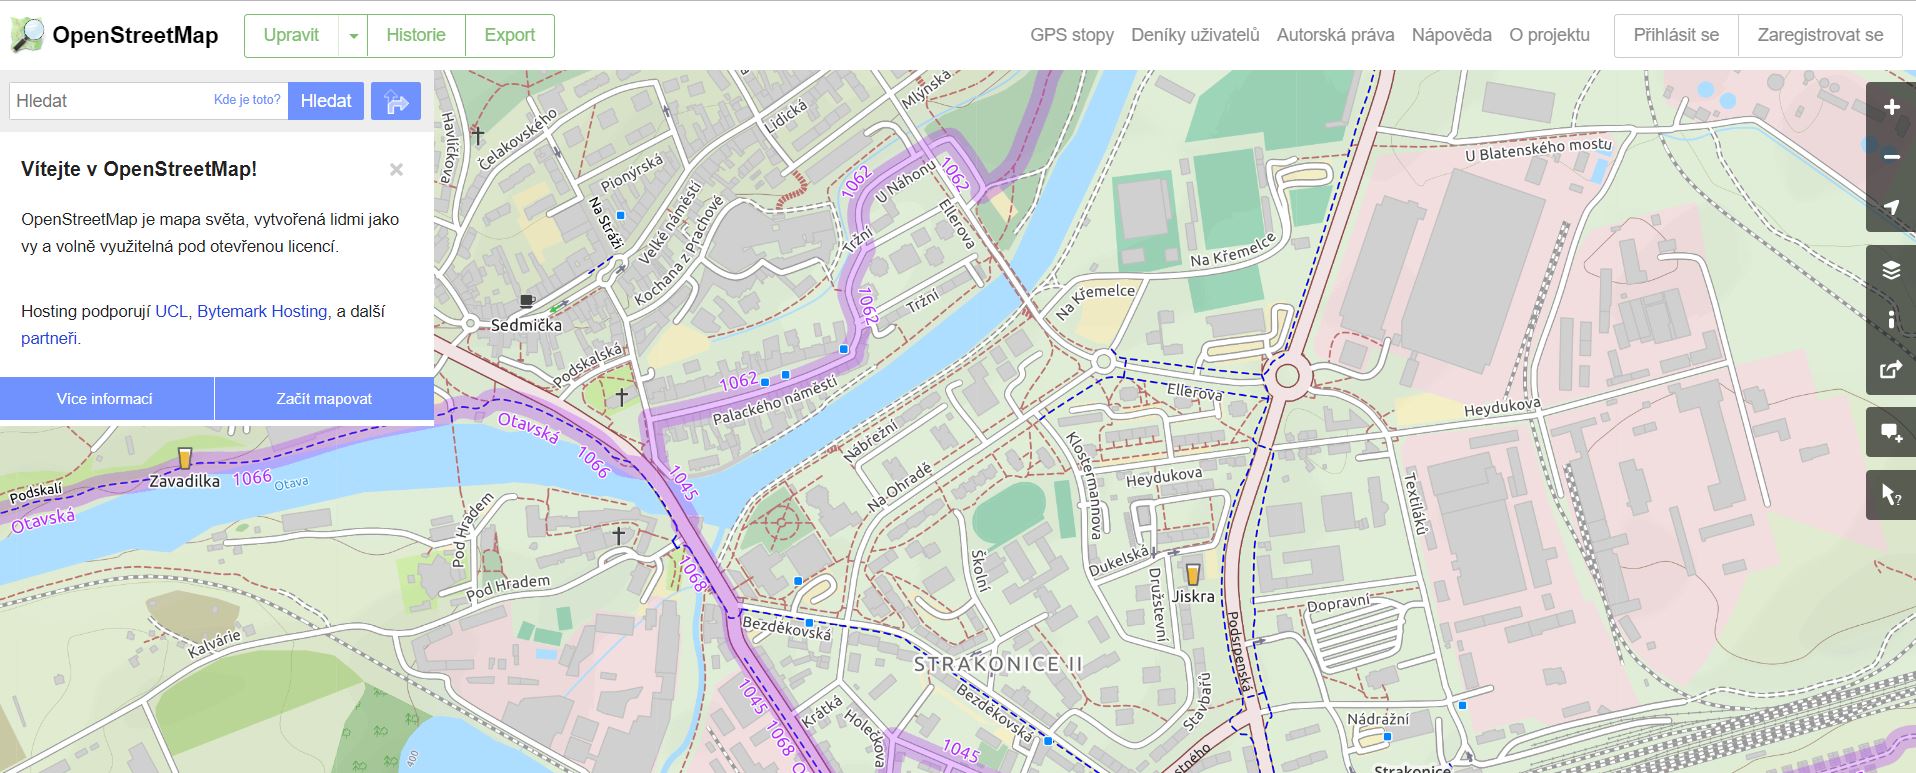 OpenStreetMap
Upravit
Historie
Export
GPS stopy
Deníky uživatelů
Autorská práva
Nápověda
O projektu
Přihlásit se
Zaregistrovat se
Hledat
Kde je toto?
Hledat
Vítejte v OpenStreetMap!
OpenStreetMap je mapa světa, vytvořená lidmi jako
vy a volně využitelná pod otevřenou licencí.
Hosting podporují UCL, Bytemark Hosting, a další
partneři.
Více informací
Začít mapovat
Havlíčkova
Čelakovského
Lidická
Mlýnská
Pionýrská
Na Stráži
Velké náměstí
Kochana z Prachové
Sedmička
Podskalská
1062
U Náhonu
1062
Ellerova
Tržní
1062
Tržní
1062
Palackého náměstí
U Blatenského mostu
Na Křemelce
Na Křemelce
Ellerova
Heydukova
Nábřežní
Na Ohradě
Klostermannova
Heydukova
Textiláků
Otavská
1066
1045
Zavadilka
1066
Otava
Podskalí
Otavská
Pod Hradem
Pod Hradem
Kalvárie
1068
Bezděkovská
Školní
Dukelská
Družstevní
Jiskra
Podsrpenská
Dopravní
STRAKONICE II
Bezděkovská
Stavbařů
Krátká
Holečkova
1045
1068
1045
Nádražní
Strakonice
400